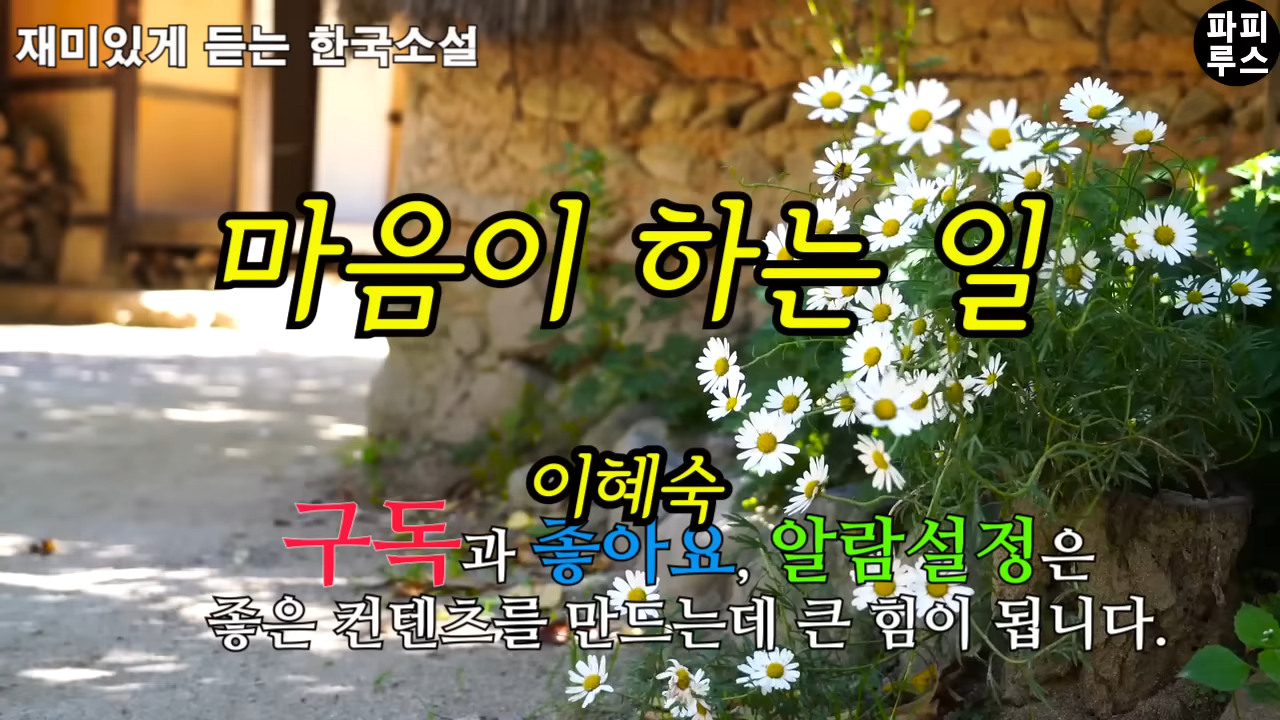 재미있게 듣는 한국소설
파피
루스
마음이 하는 일
이혜숙
구독과 좋아요, 알람설정은
좋은 컨텐츠를 만드는데 큰 힘이 됩니다.